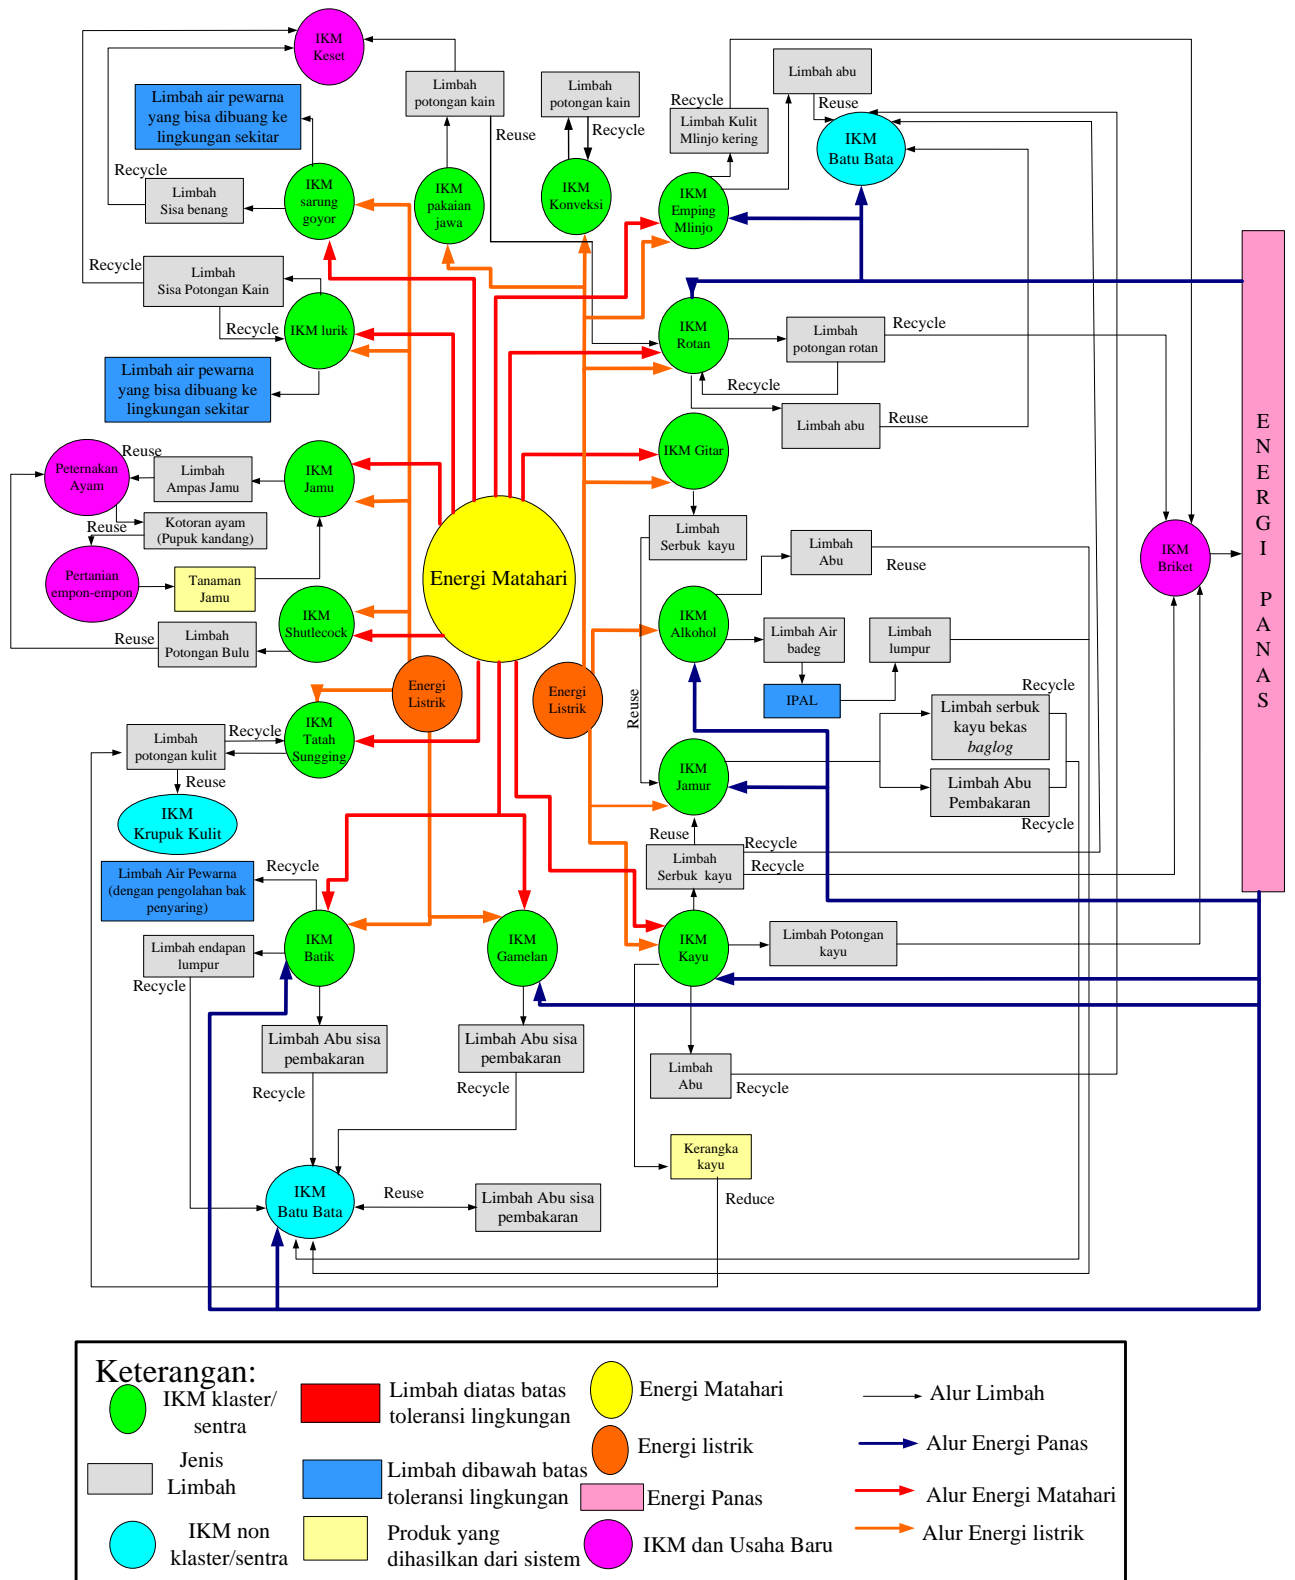 IKM
Keset
Limbah
potongan kain
Limbah
potongan kain
Limbah abu
Recycle
Reuse
Recycle
Reuse
Limbah Kulit
Mlinjo kering
IKM
Batu Bata
Limbah air pewarna
yang bisa dibuang ke
lingkungan sekitar
Recycle
Limbah
Sisa benang
IKM
sarung
goyor
IKM
pakaian
jawa
IKM
Konveksi
IKM
Emping
Mlinjo
Recycle
Limbah
Sisa Potongan Kain
Recycle
IKM lurik
IKM
Rotan
Limbah
potongan rotan
Recycle
Recycle
Limbah air pewarna
yang bisa dibuang ke
lingkungan sekitar
Limbah abu
Reuse
IKM Gitar
Peternakan
Ayam
Reuse
Limbah
Ampas Jamu
IKM
Jamu
Kotoran ayam
(Pupuk kandang)
Reuse
Limbah
Serbuk kayu
Limbah
Abu
Reuse
IKM
Briket
ENERGI PANAS
Energi Matahari
Pertanian
empon-empon
Tanaman
Jamu
IKM
Shutlecock
Reuse
Limbah
Potongan Bulu
IKM
Alkohol
Limbah Air
badeg
Limbah
lumpur
IPAL
Energi
Listrik
Energi
Listrik
Reuse
Recycle
Limbah serbuk
kayu bekas
baglog
Limbah
potongan kulit
Recycle
IKM
Tatah
Sungging
Reuse
IKM
Krupuk Kulit
IKM
Jamur
Limbah Abu
Pembakaran
Recycle
Reuse
Limbah
Serbuk kayu
Recycle
Recycle
Limbah Air Pewarna
(dengan pengolahan bak
penyaring)
Recycle
Limbah endapan
lumpur
Recycle
IKM
Batik
IKM
Gamelan
IKM
Kayu
Limbah Potongan
kayu
Limbah Abu sisa
pembakaran
Limbah Abu sisa
pembakaran
Recycle
Recycle
Limbah
Abu
Recycle
Kerangka
kayu
Reduce
IKM
Batu Bata
Reuse
Limbah Abu sisa
pembakaran
Keterangan:
IKM klaster/
sentra
Limbah diatas batas
toleransi lingkungan
Energi Matahari
Alur Limbah
Jenis
Limbah
Limbah dibawah batas
toleransi lingkungan
Energi listrik
Alur Energi Panas
Energi Panas
Alur Energi Matahari
IKM non
klaster/sentra
Produk yang
dihasilkan dari sistem
IKM dan Usaha Baru
Alur Energi listrik